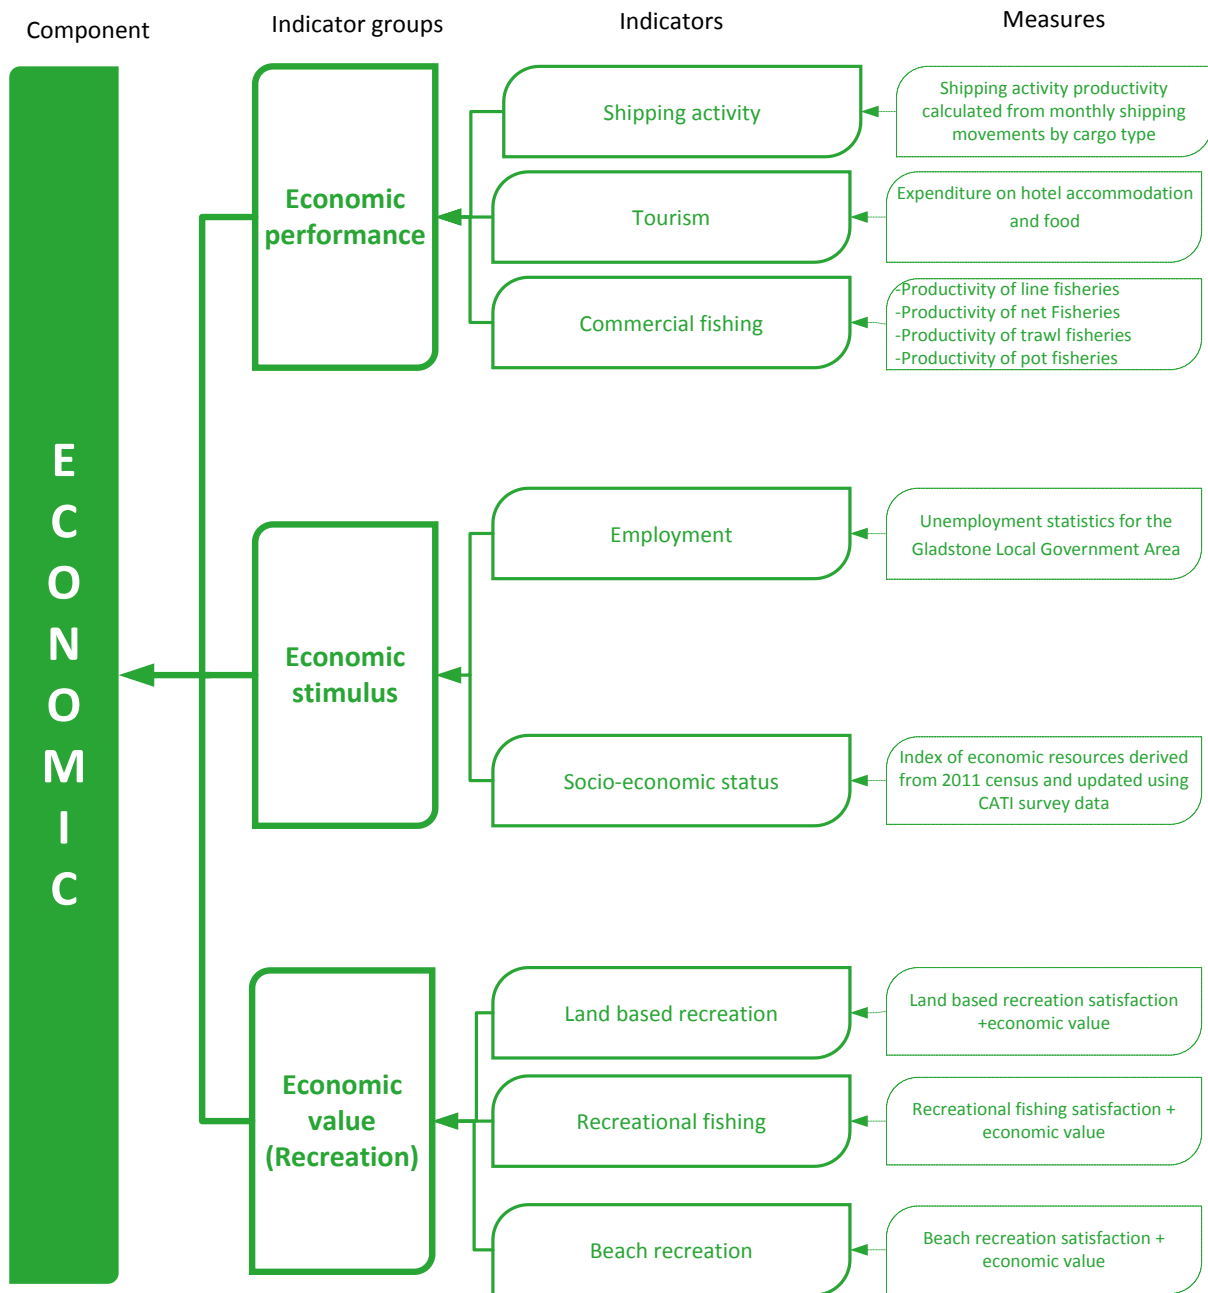 Component
Indicator groups
Indicators
Measures
E
C
O
N
O
M
I
C
Economic
performance
Shipping activity
Shipping activity productivity
calculated from monthly shipping
movements by cargo type
Tourism
Expenditure on hotel accommodation
and food
Commercial fishing
-Productivity of line fisheries
-Productivity of net Fisheries
-Productivity of trawl fisheries
-Productivity of pot fisheries
Economic
stimulus
Employment
Unemployment statistics for the
Gladstone Local Government Area
Socio-economic status
Index of economic resources derived
from 2011 census and updated using
CATI survey data
Economic
value
(Recreation)
Land based recreation
Land based recreation satisfaction
+economic value
Recreational fishing
Recreational fishing satisfaction +
economic value
Beach recreation
Beach recreation satisfaction +
economic value